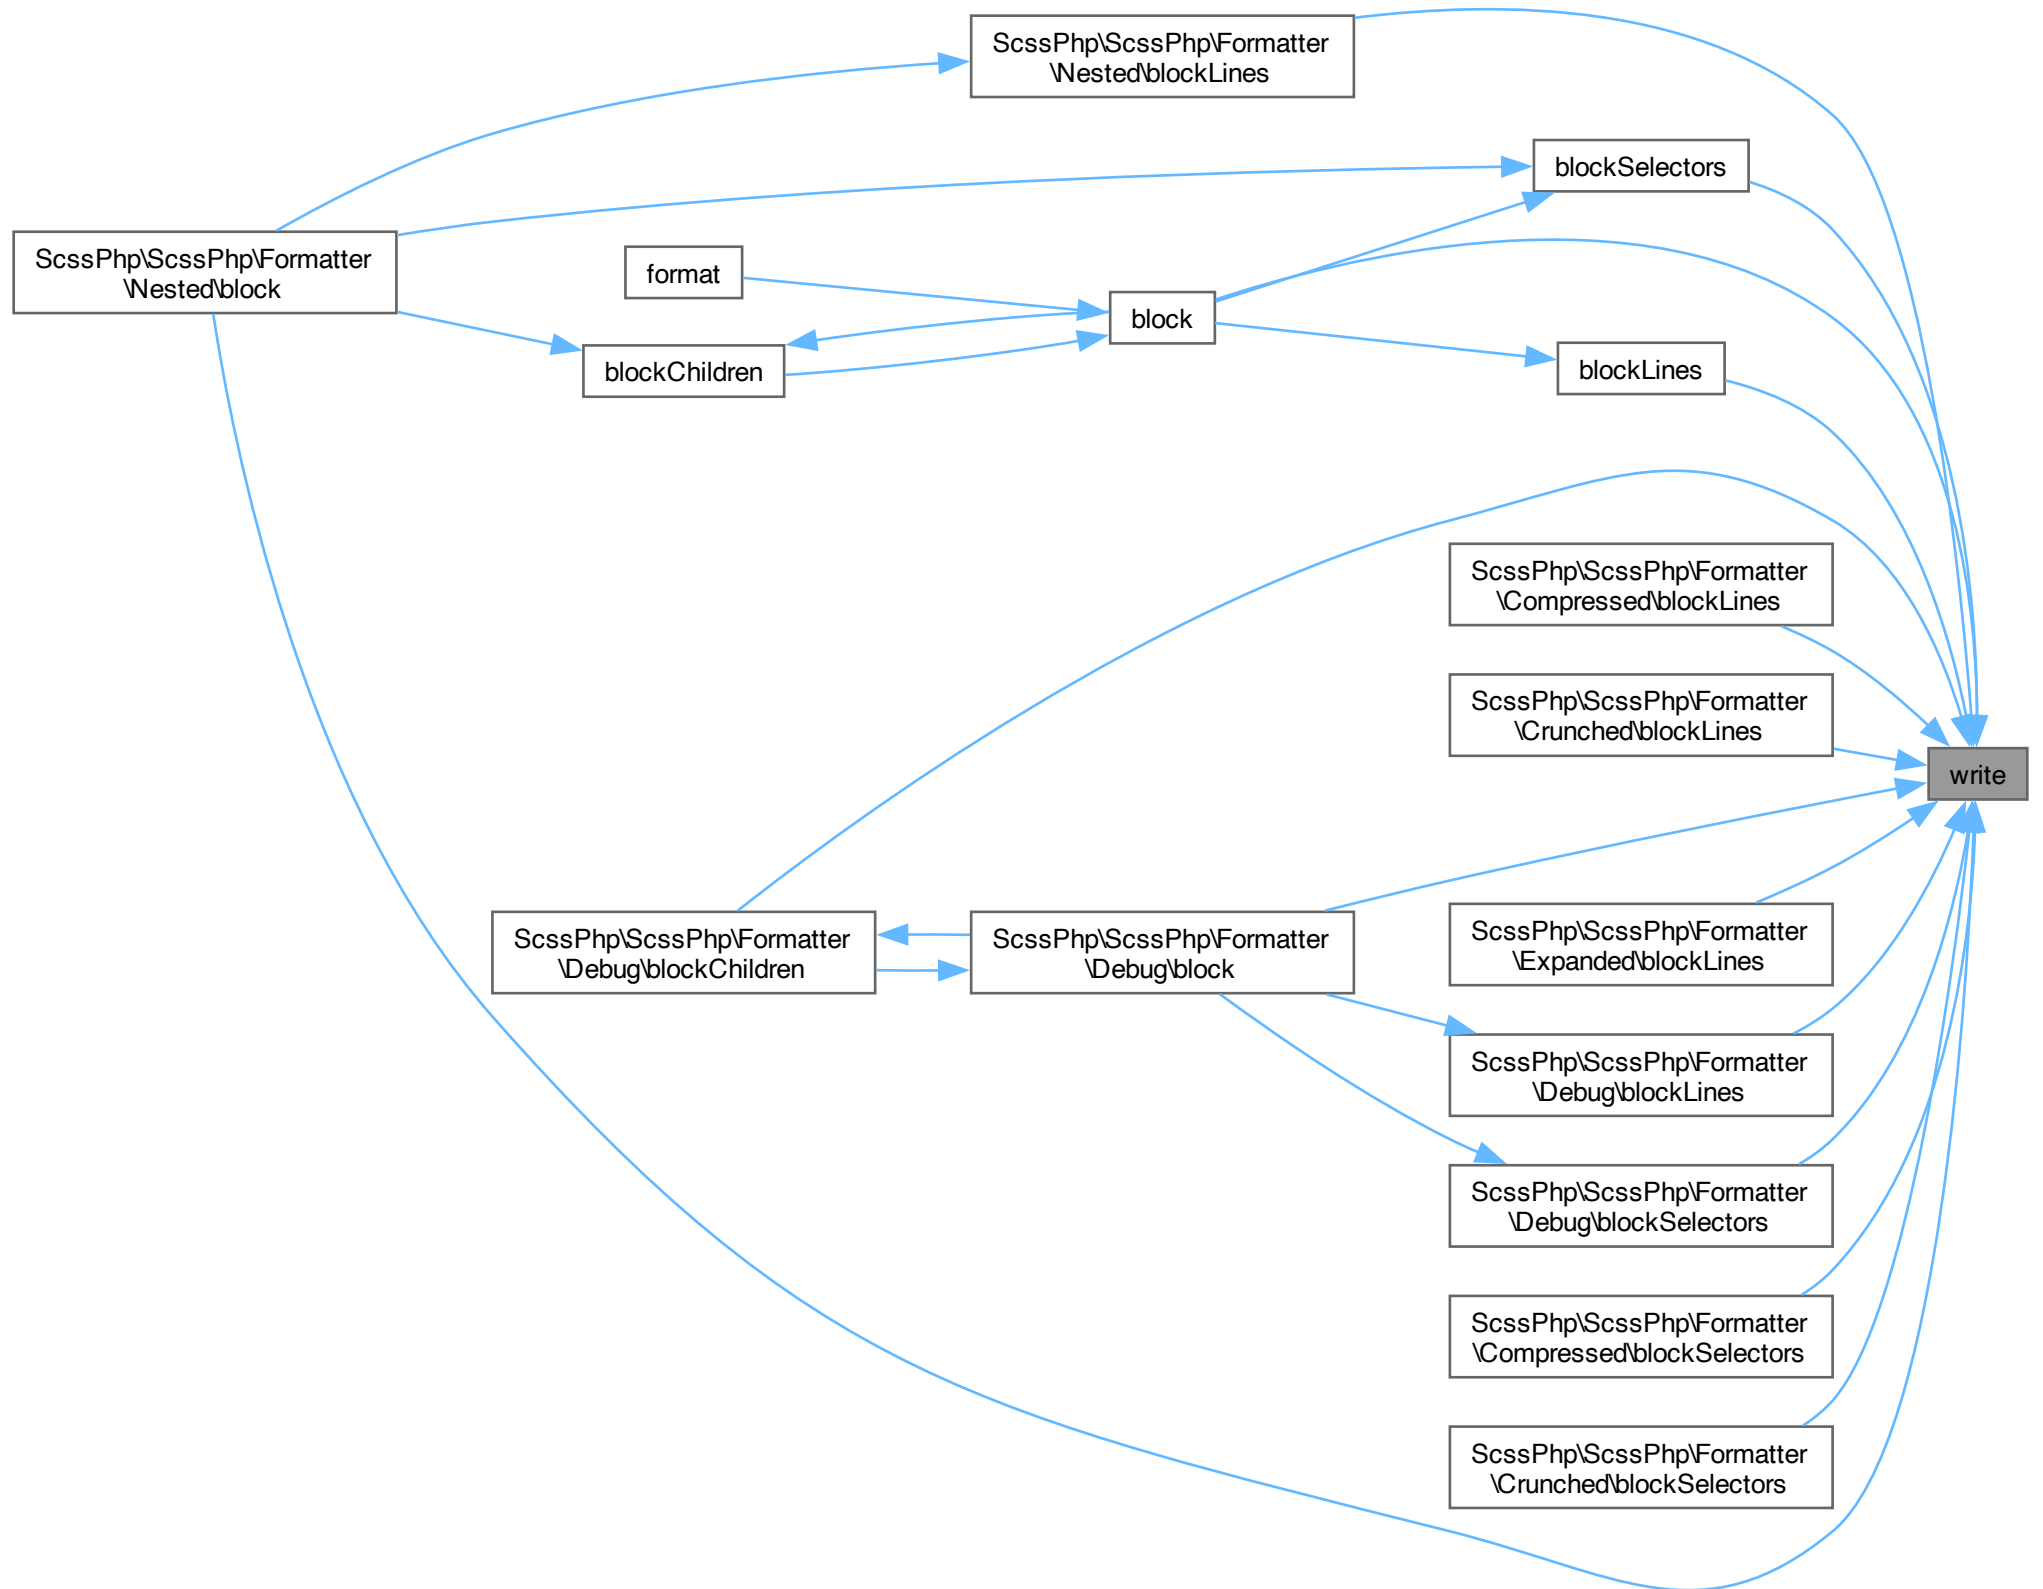 ScssPhp\ScssPhp\Formatter
\Nested\blockLines
blockSelectors
ScssPhp\ScssPhp\Formatter
\Nested\block
format
block
blockChildren
blockLines
ScssPhp\ScssPhp\Formatter
\Compressed\blockLines
ScssPhp\ScssPhp\Formatter
\Crunched\blockLines
write
ScssPhp\ScssPhp\Formatter
\Debug\blockChildren
ScssPhp\ScssPhp\Formatter
\Debug\block
ScssPhp\ScssPhp\Formatter
\Expanded\blockLines
ScssPhp\ScssPhp\Formatter
\Debug\blockLines
ScssPhp\ScssPhp\Formatter
\Debug\blockSelectors
ScssPhp\ScssPhp\Formatter
\Compressed\blockSelectors
ScssPhp\ScssPhp\Formatter
\Crunched\blockSelectors